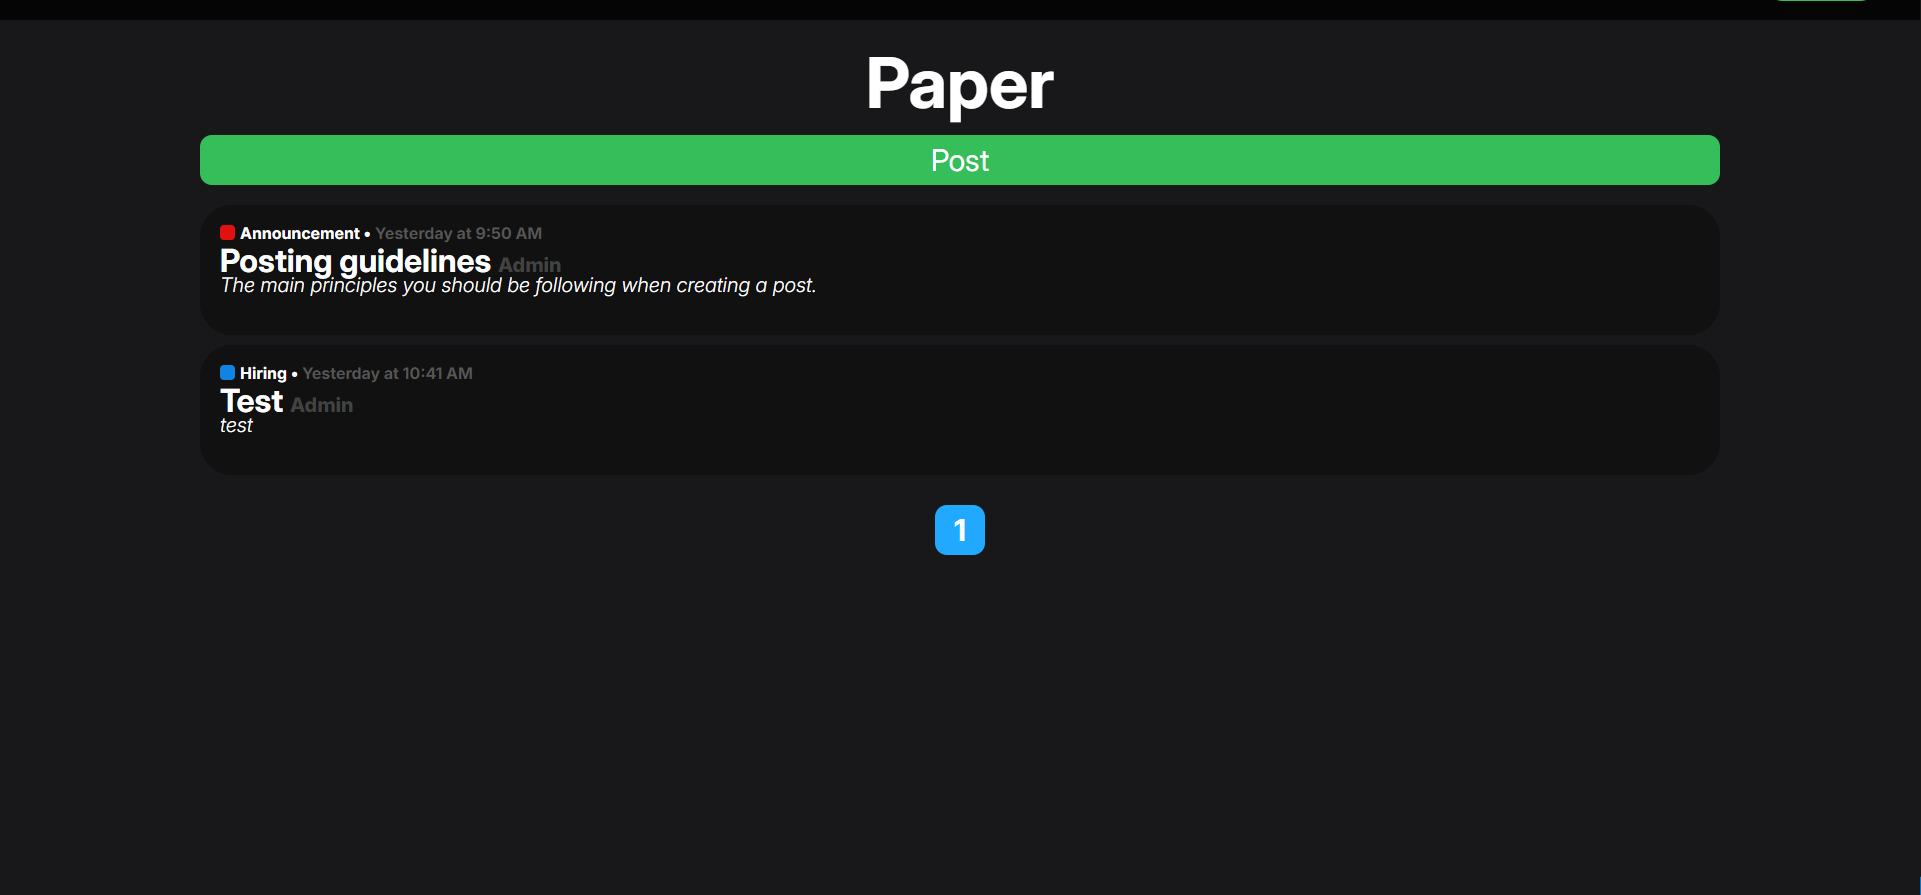 Paper
Post
Announcement • Yesterday at 9:50 AM
Posting guidelines Admin
The main principles you should be following when creating a post.
Hiring • Yesterday at 10:41 AM
Test Admin
test
1